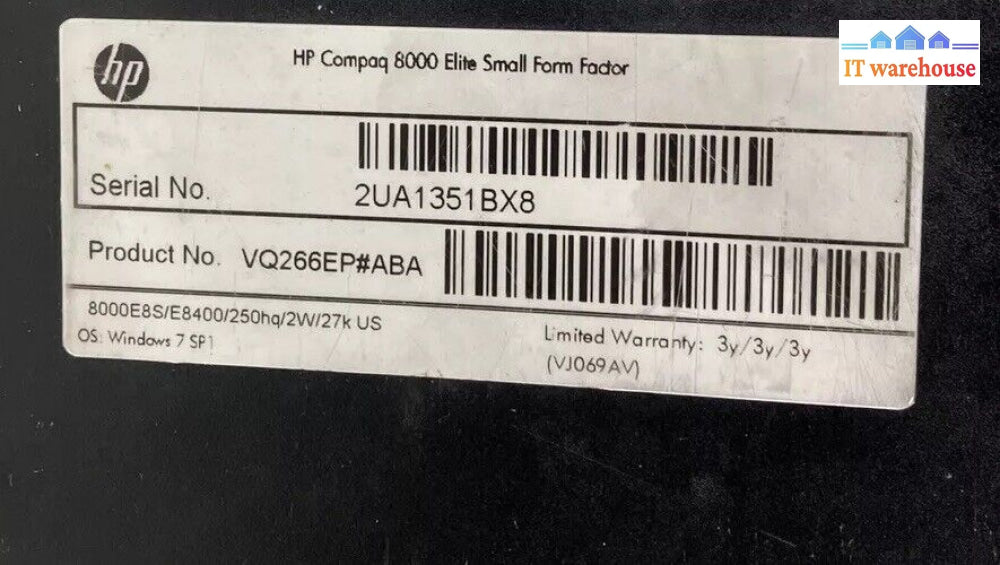 hp
HP Compaq 8000 Elite Small Form Factor
IT warehouse
Serial No.
2UA1351BX8
Product No. VQ266EP#ABA
8000E8S/E8400/250hq/2W/27k US
OS: Windows 7 SP1
Limited Warranty: 3y/3y/3y
(VJ069AV)